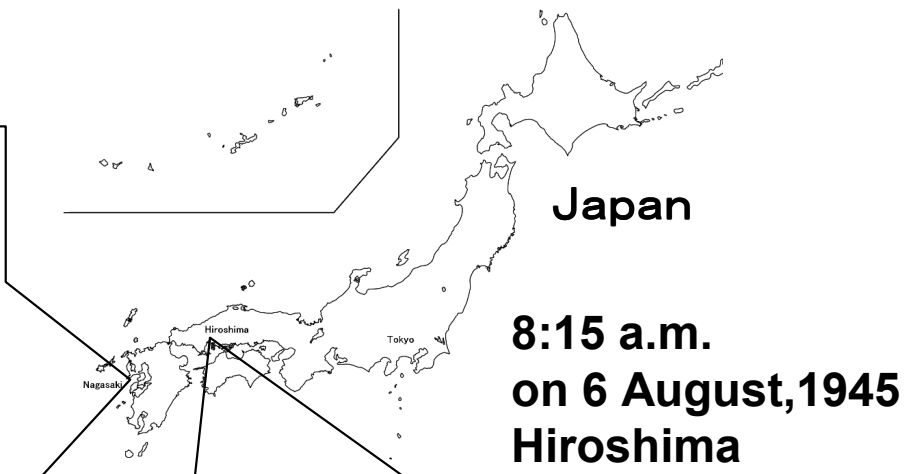 Japan
Hiroshima
Tokyo
Nagasaki
8:15 a.m.
on 6 August,1945
Hiroshima